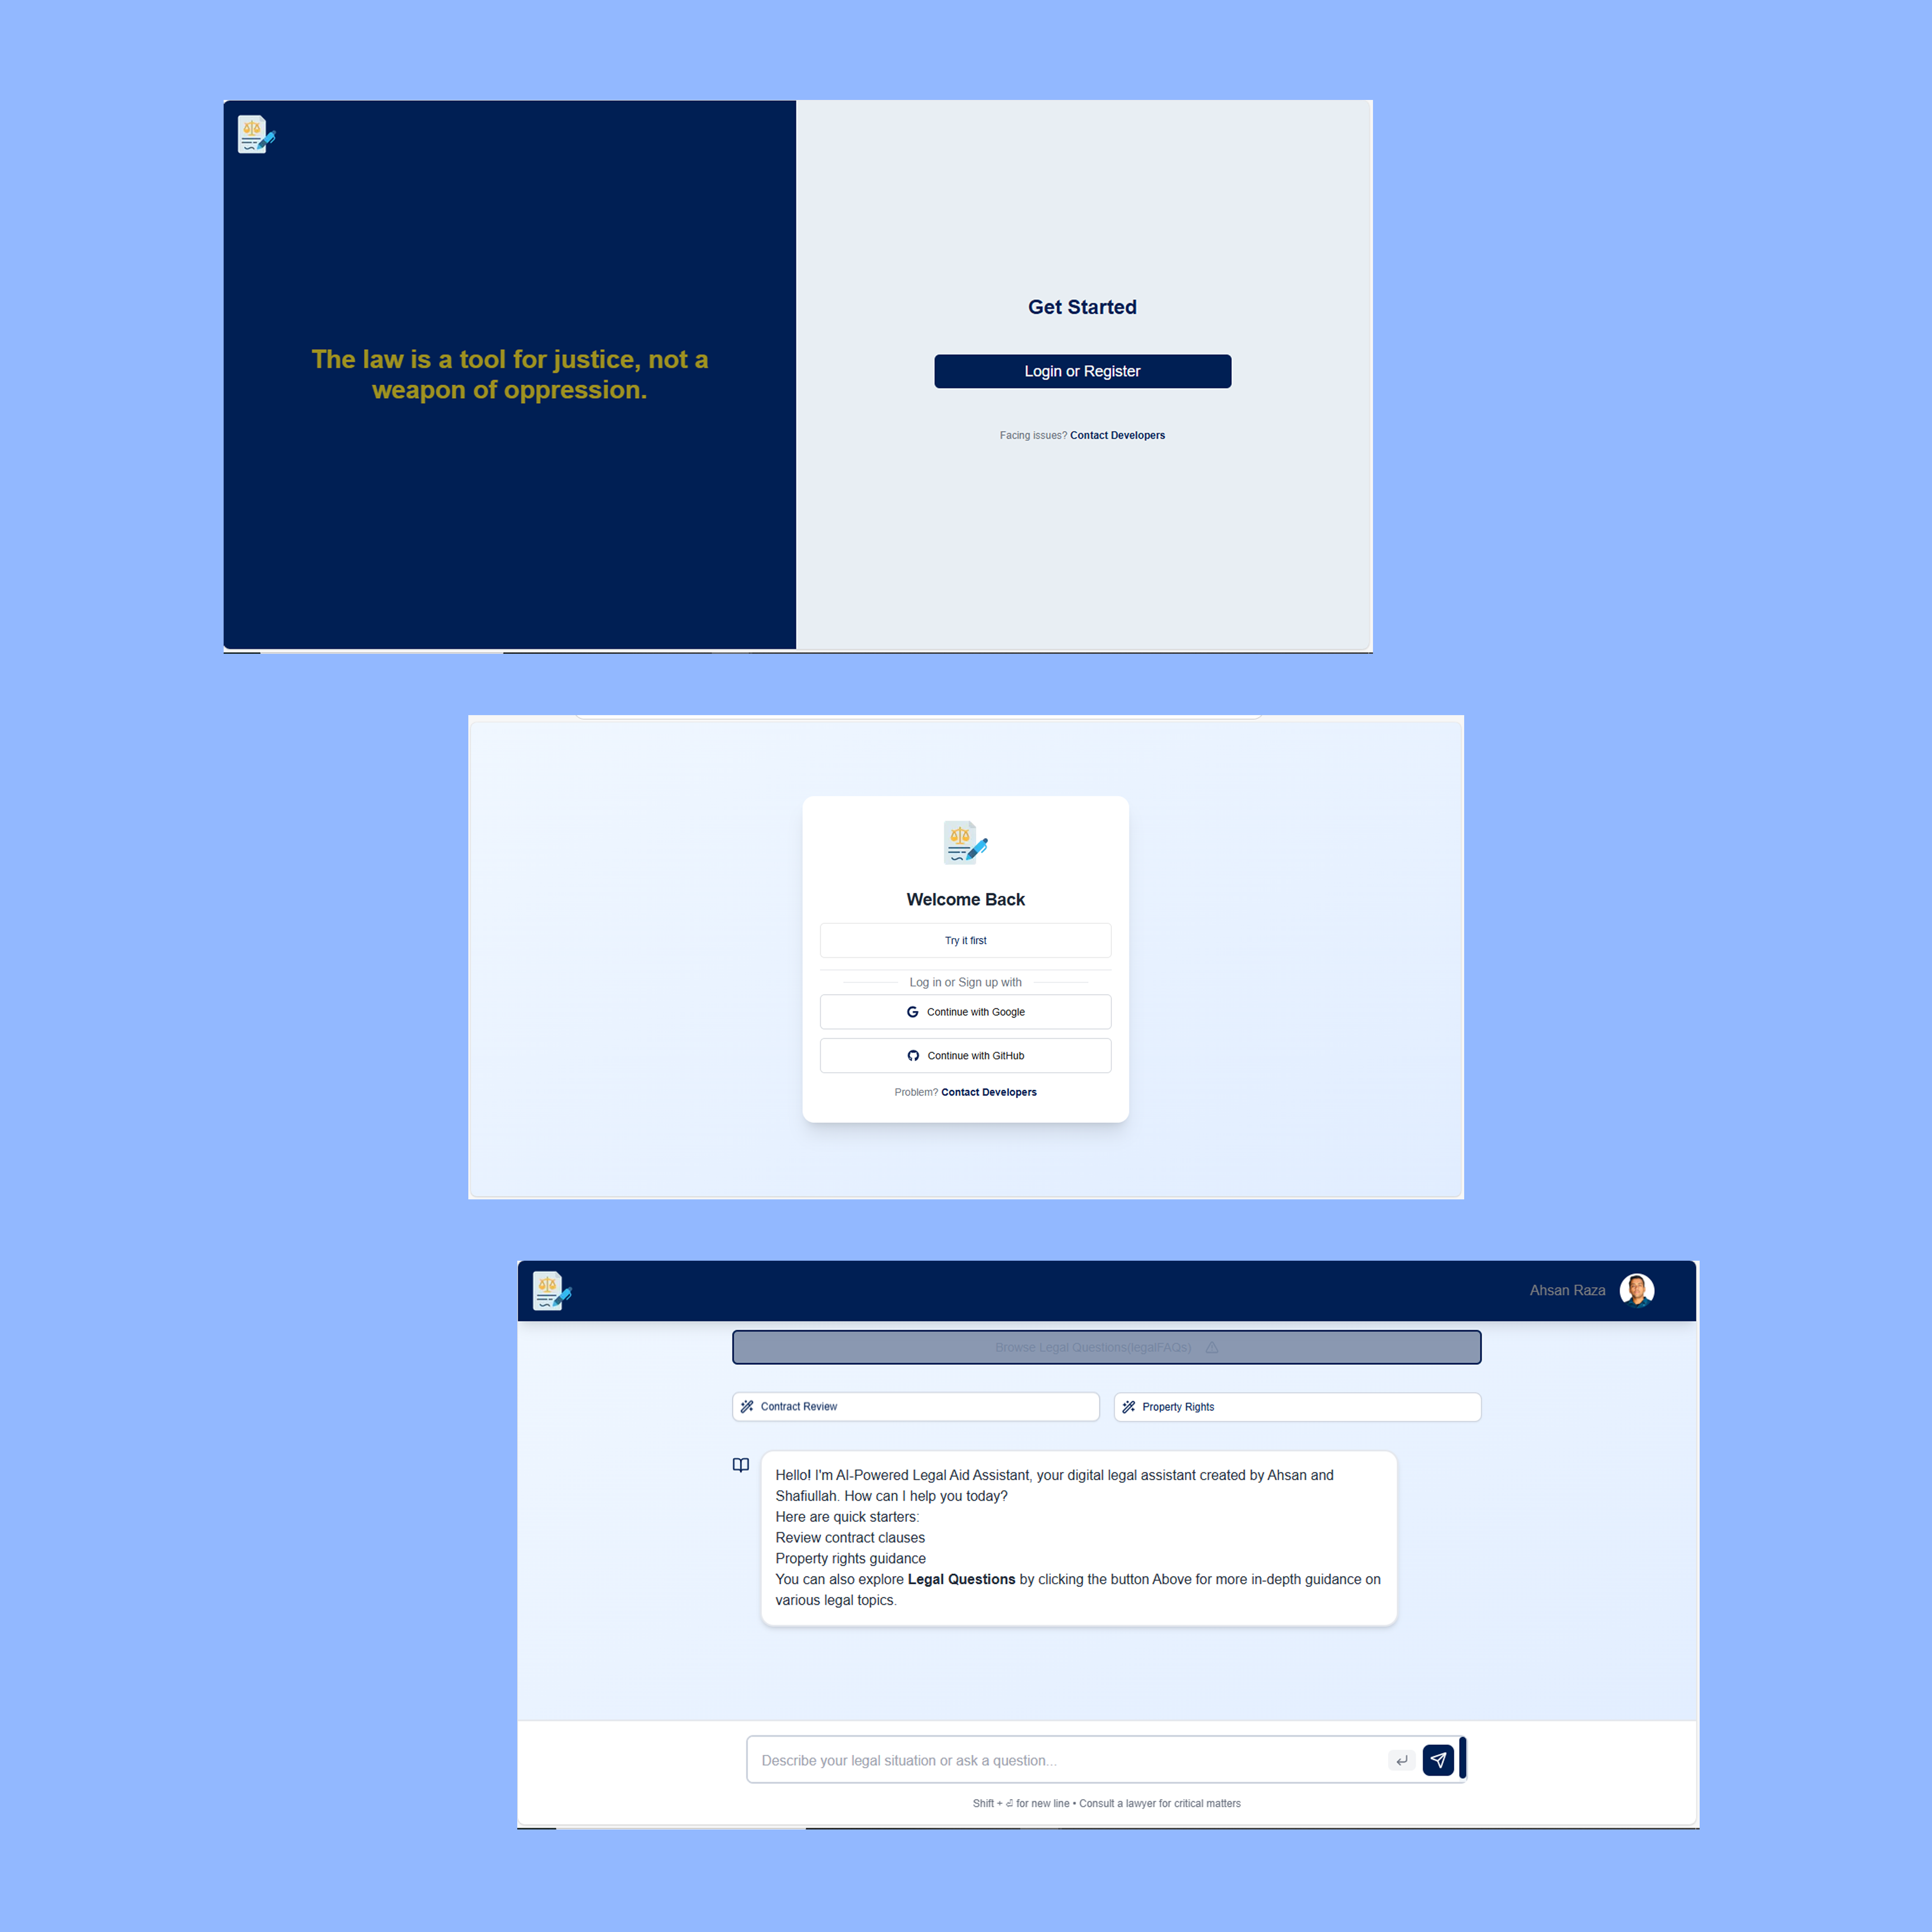 The law is a tool for justice, not a
weapon of oppression.
Get Started
Login or Register
Facing issues? Contact Developers
Welcome Back
Try it first
Log in or Sign up with
Continue with Google
Continue with GitHub
Problem? Contact Developers
Ahsan Raza
Browse Legal Questions(legalFAQs)
Contract Review
Property Rights
Hello! I'm AI-Powered Legal Aid Assistant, your digital legal assistant created by Ahsan and
Shafiullah. How can I help you today?
Here are quick starters:
Review contract clauses
Property rights guidance
You can also explore Legal Questions by clicking the button Above for more in-depth guidance on
various legal topics.
Describe your legal situation or ask a question...
Shift + ⏎ for new line • Consult a lawyer for critical matters